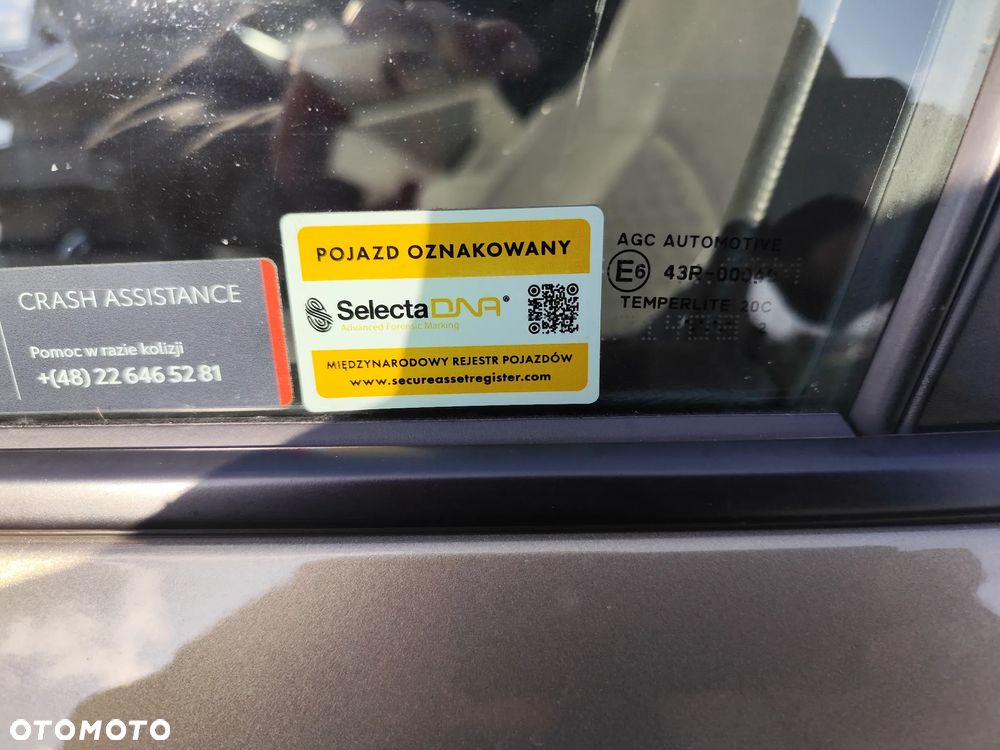 POJAZD OZNAKOWANY
SelectaDNA®
Advanced Forensic Marking
MIĘDZYNARODOWY REJESTR POJAZDÓW
www.secureassetregister.com
CRASH ASSISTANCE
Pomoc w razie kolizji
+(48) 22 646 52 81
AGC AUTOMOTIVE
E6
TEMPERLITE 20C
OTOMOTO